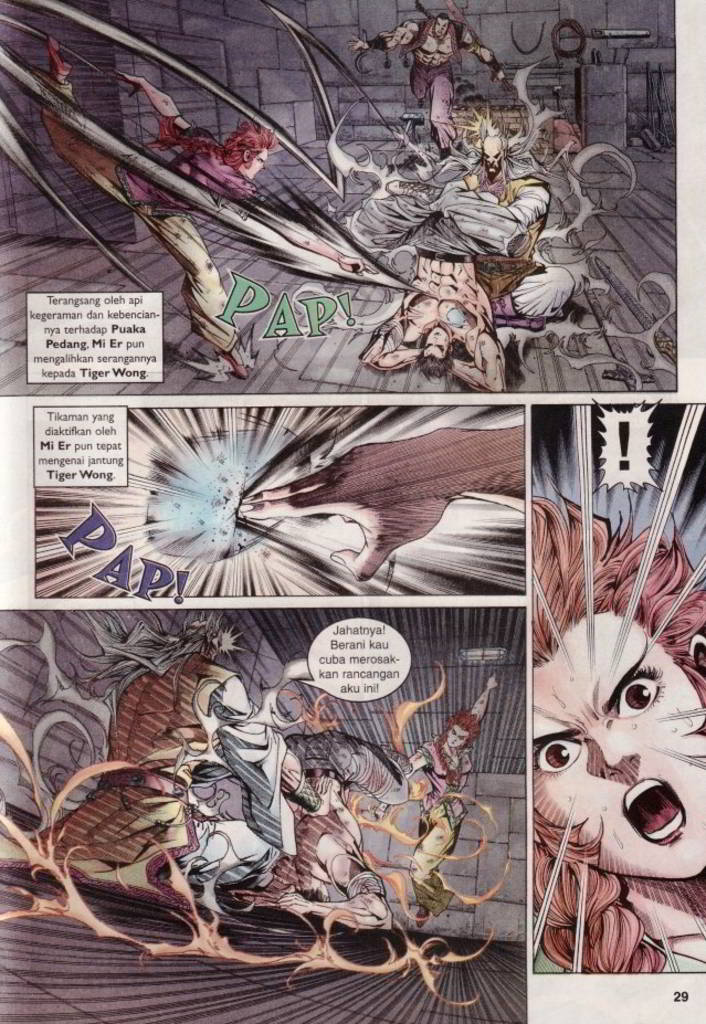 Terangsang oleh api
kegeraman dan kebencian-
nya terhadap Puaka
Pedang, Mi Er pun
mengalihkan serangannya
kepada Tiger Wong.
PAP PAP!
Tikaman yang
diaktifkan oleh
Mi Er pun tepat
mengenai jantung
Tiger Wong.
PAP PAP!
!
Jahatnya!
Berani kau
cuba merosak-
kan rancangan
aku ini!
29